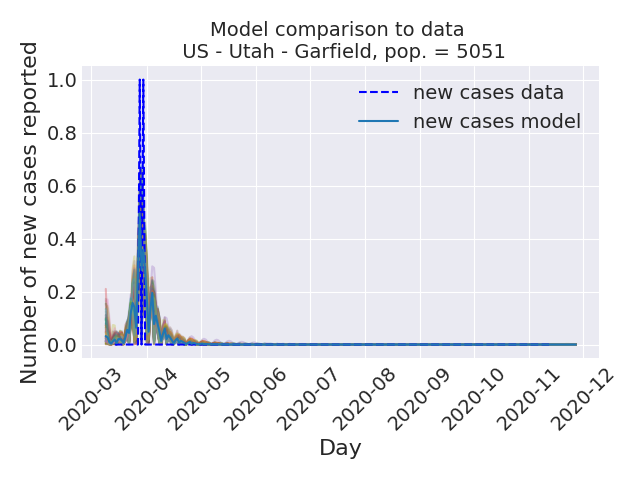 Model comparison to data
US - Utah - Garfield, pop. = 5051
Number of new cases reported
1.0
0.8
0.6
0.4
0.2
0.0
new cases data
new cases model
2020-03
2020-04
2020-05
2020-06
2020-07
2020-08
2020-09
2020-10
2020-11
2020-12
Day